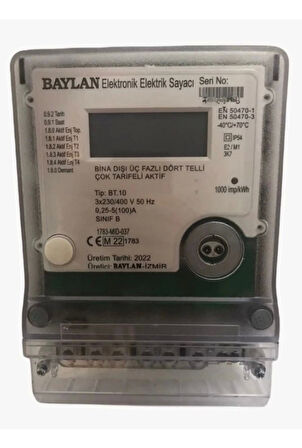 BAYLAN Elektronik Elektrik Sayacı Seri No:
EN 50470-1
EN 50470-3
-40°C/+70°C
IP54
E2 / M1
3K7
0.9.2 Tarih
0.9.1 Saat
1.8.0 Aktif Enj Top.
1.8.1 Aktif Enj T1
1.8.2 Aktif Enj T2
1.8.3 Aktif Enj T3
1.8.4 Aktif Enj T4
1.6.0 Demant
BİNA DIŞI ÜÇ FAZLI DÖRT TELLİ
ÇOK TARİFELİ AKTİF
1000 imp/kWh
Tip: BT.10
3x230/400 V 50 Hz
0,25-5(100)A
SINIF B
1783-MID-037
CE M 22 1783
Üretim Tarihi: 2022
Üretici: BAYLAN-İZMİR